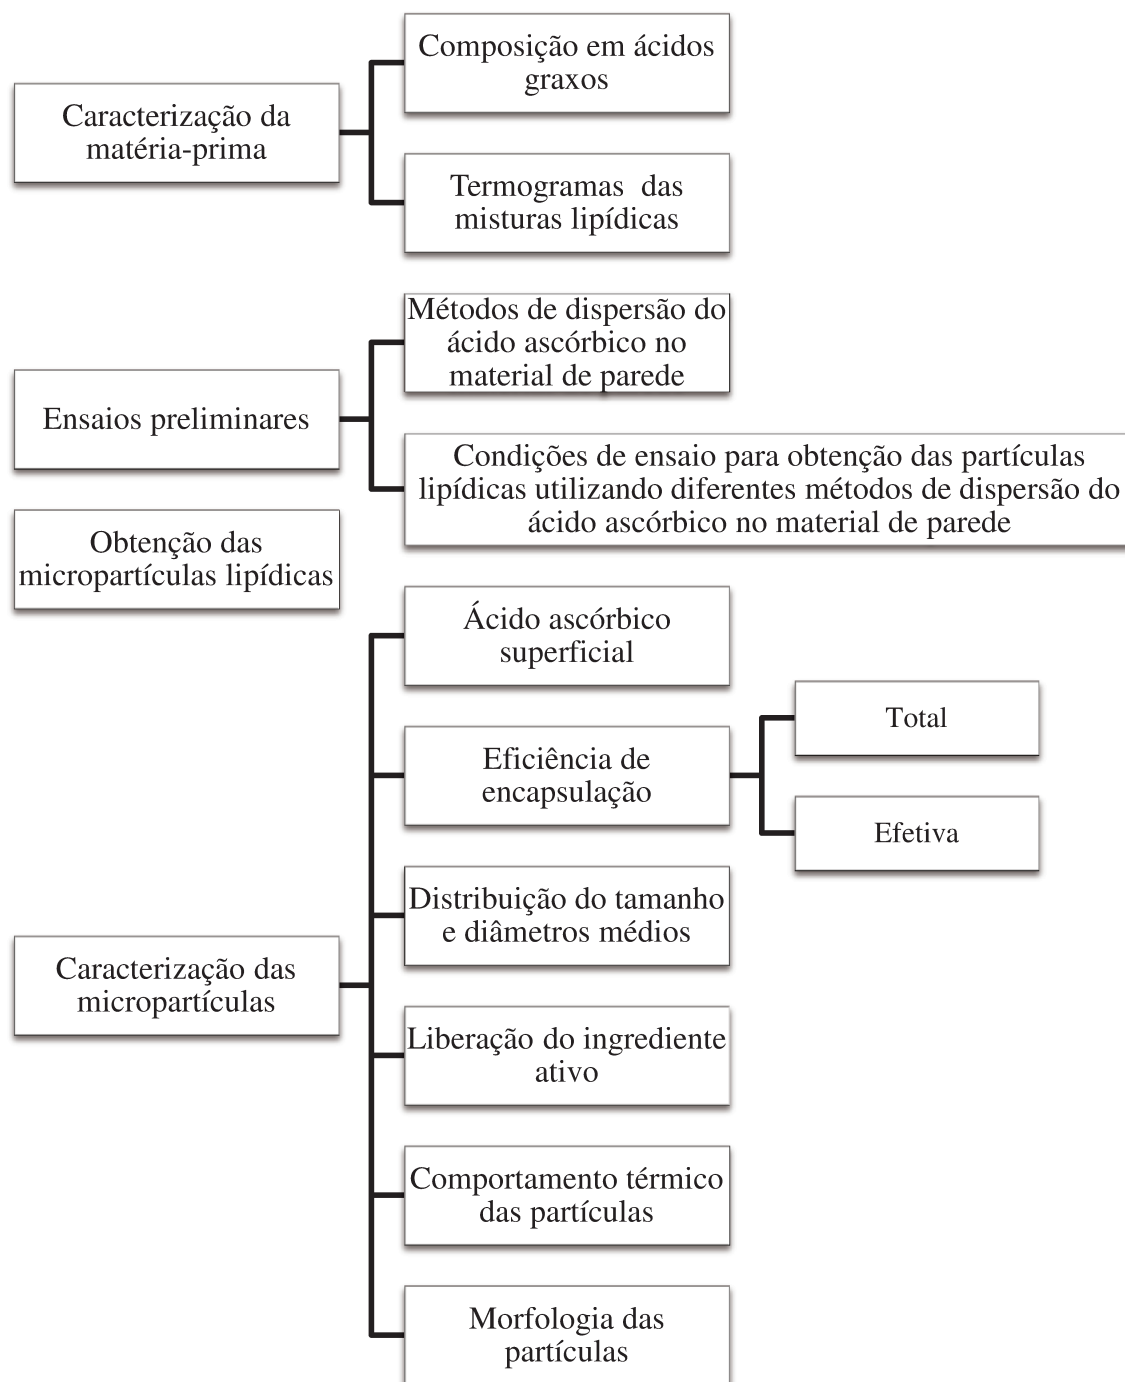 Caracterização da
matéria-prima
Composição em ácidos
graxos
Termogramas das
misturas lipídicas
Ensaios preliminares
Métodos de dispersão do
ácido ascórbico no
material de parede
Condições de ensaio para obtenção das partículas
lipídicas utilizando diferentes métodos de dispersão do
ácido ascórbico no material de parede
Obtenção das
micropartículas lipídicas
Caracterização das
micropartículas
Ácido ascórbico
superficial
Eficiência de
encapsulação
Total
Efetiva
Distribuição do tamanho
e diâmetros médios
Liberação do ingrediente
ativo
Comportamento térmico
das partículas
Morfologia das
partículas